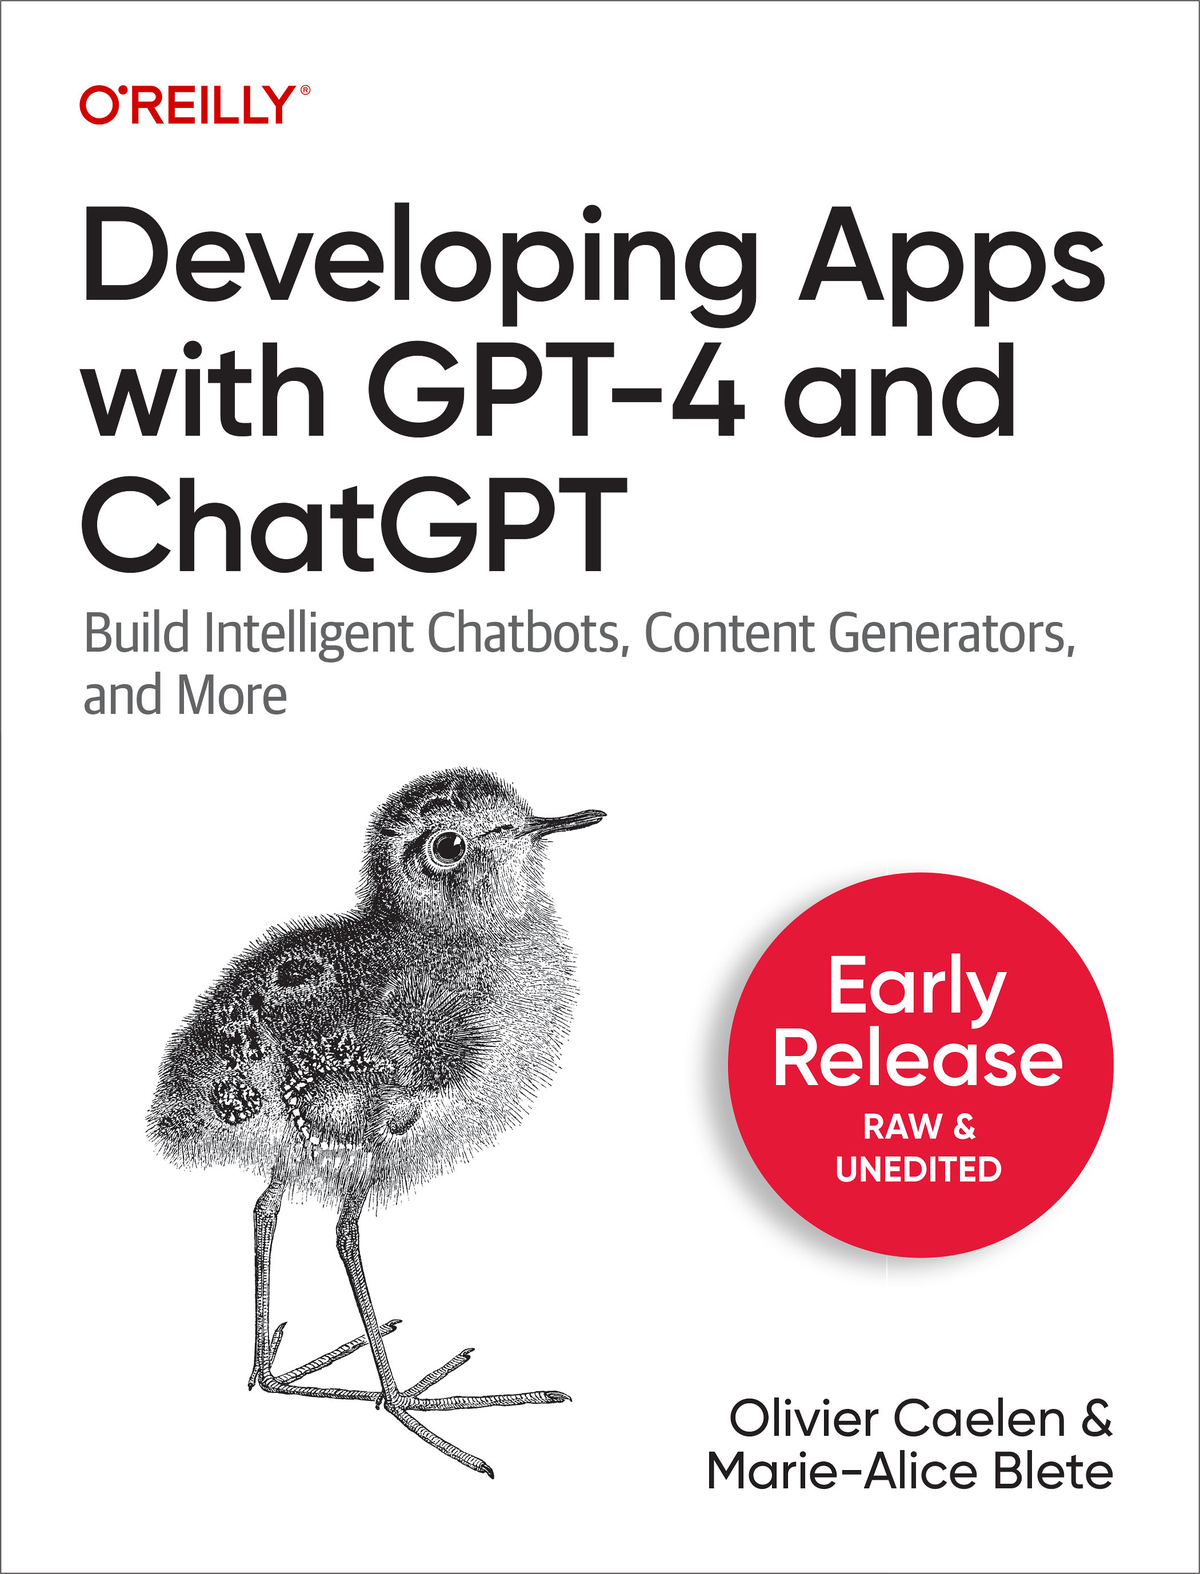 O'REILLY®
Developing Apps
with GPT-4 and
ChatGPT
Build Intelligent Chatbots, Content Generators,
and More
Early
Release
RAW &
UNEDITED
Olivier Caelen &
Marie-Alice Blete